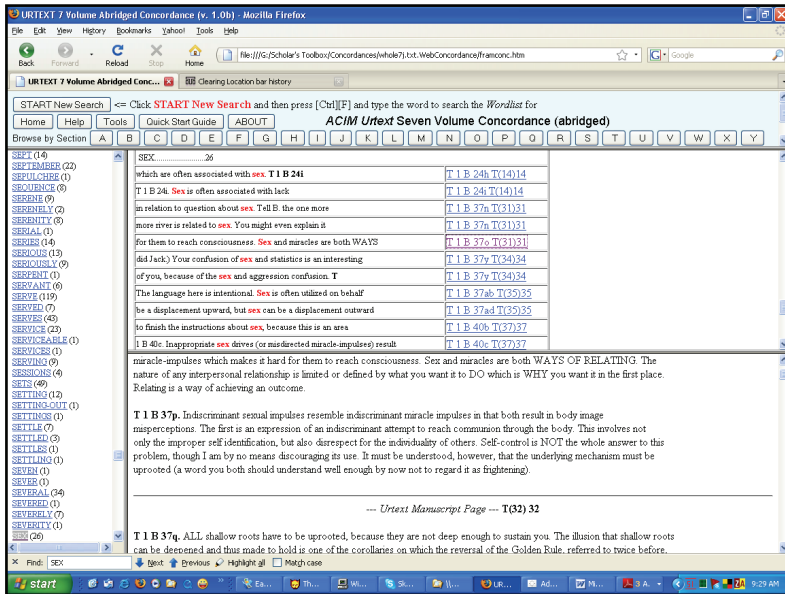 URTEXT 7 Volume Abridged Concordance (v. 1.0b) - Mozilla Firefox
File Edit View History Bookmarks Yahoo! Tools Help
Back Forward Reload Stop Home file:///G:/Scholar's Toolbox/Concordances/whole7j.txt.WebConcordance/framconc.htm Google
URTEXT 7 Volume Abridged Conc... Clearing Location bar history
START New Search <= Click START New Search and then press [Ctrl][F] and type the word to search the Wordlist for
Home Help Tools Quick Start Guide ABOUT ACIM Urtext Seven Volume Concordance (abridged)
Browse by Section A B C D E F G H I J K L M N O P Q R S T U V W X Y
SEPT (14)
SEPTEMBER (22)
SEPULCHRE (1)
SEQUENCE (8)
SERENE (9)
SERENELY (2)
SERENITY (8)
SERIAL (1)
SERIES (14)
SERIOUS (13)
SERIOUSLY (9)
SERPENT (1)
SERVANT (6)
SERVE (119)
SERVED (7)
SERVES (43)
SERVICE (23)
SERVICEABLE (1)
SERVICES (1)
SERVING (9)
SESSIONS (4)
SETS (49)
SETTING (12)
SETTING-OUT (1)
SETTINGS (1)
SETTLE (7)
SETTLED (3)
SETTLES (1)
SETTLING (1)
SEVEN (1)
SEVER (1)
SEVERAL (34)
SEVERED (1)
SEVERELY (7)
SEVERITY (1)
SEX (26)
SEX.........................26
which are often associated with sex. T 1 B 24i T 1 B 24h T(14)14
T 1 B 24i. Sex is often associated with lack T 1 B 24i T(14)14
in relation to question about sex. Tell B. the one more T 1 B 37n T(31)31
more river is related to sex. You might even explain it T 1 B 37n T(31)31
for them to reach consciousness. Sex and miracles are both WAYS T 1 B 37o T(31)31
did Jack.) Your confusion of sex and statistics is an interesting T 1 B 37y T(34)34
of you, because of the sex and aggression confusion. T T 1 B 37y T(34)34
The language here is intentional. Sex is often utilized on behalf T 1 B 37ab T(35)35
be a displacement upward, but sex can be a displacement outward T 1 B 37ad T(35)35
to finish the instructions about sex, because this is an area T 1 B 40b T(37)37
1 B 40c. Inappropriate sex drives (or misdirected miracle-impulses) result T 1 B 40c T(37)37
miracle-impulses which makes it hard for them to reach consciousness. Sex and miracles are both WAYS OF RELATING. The
nature of any interpersonal relationship is limited or defined by what you want it to DO which is WHY you want it in the first place.
Relating is a way of achieving an outcome.
T 1 B 37p. Indiscriminant sexual impulses resemble indiscriminant miracle impulses in that both result in body image
misperceptions. The first is an expression of an indiscriminant attempt to reach communion through the body. This involves not
only the improper self identification, but also disrespect for the individuality of others. Self-control is NOT the whole answer to this
problem, though I am by no means discouraging its use. It must be understood, however, that the underlying mechanism must be
uprooted (a word you both should understand well enough by now not to regard it as frightening).
--- Urtext Manuscript Page --- T(32) 32
T 1 B 37q. ALL shallow roots have to be uprooted, because they are not deep enough to sustain you. The illusion that shallow roots
can be deepened and thus made to hold is one of the corollaries on which the reversal of the Golden Rule, referred to twice before,
Find: SEX Next Previous Highlight all Match case
start Ea... Th... Wi... Sk... \\... UR... Ad... Mi... 3 A. 9:29 AM